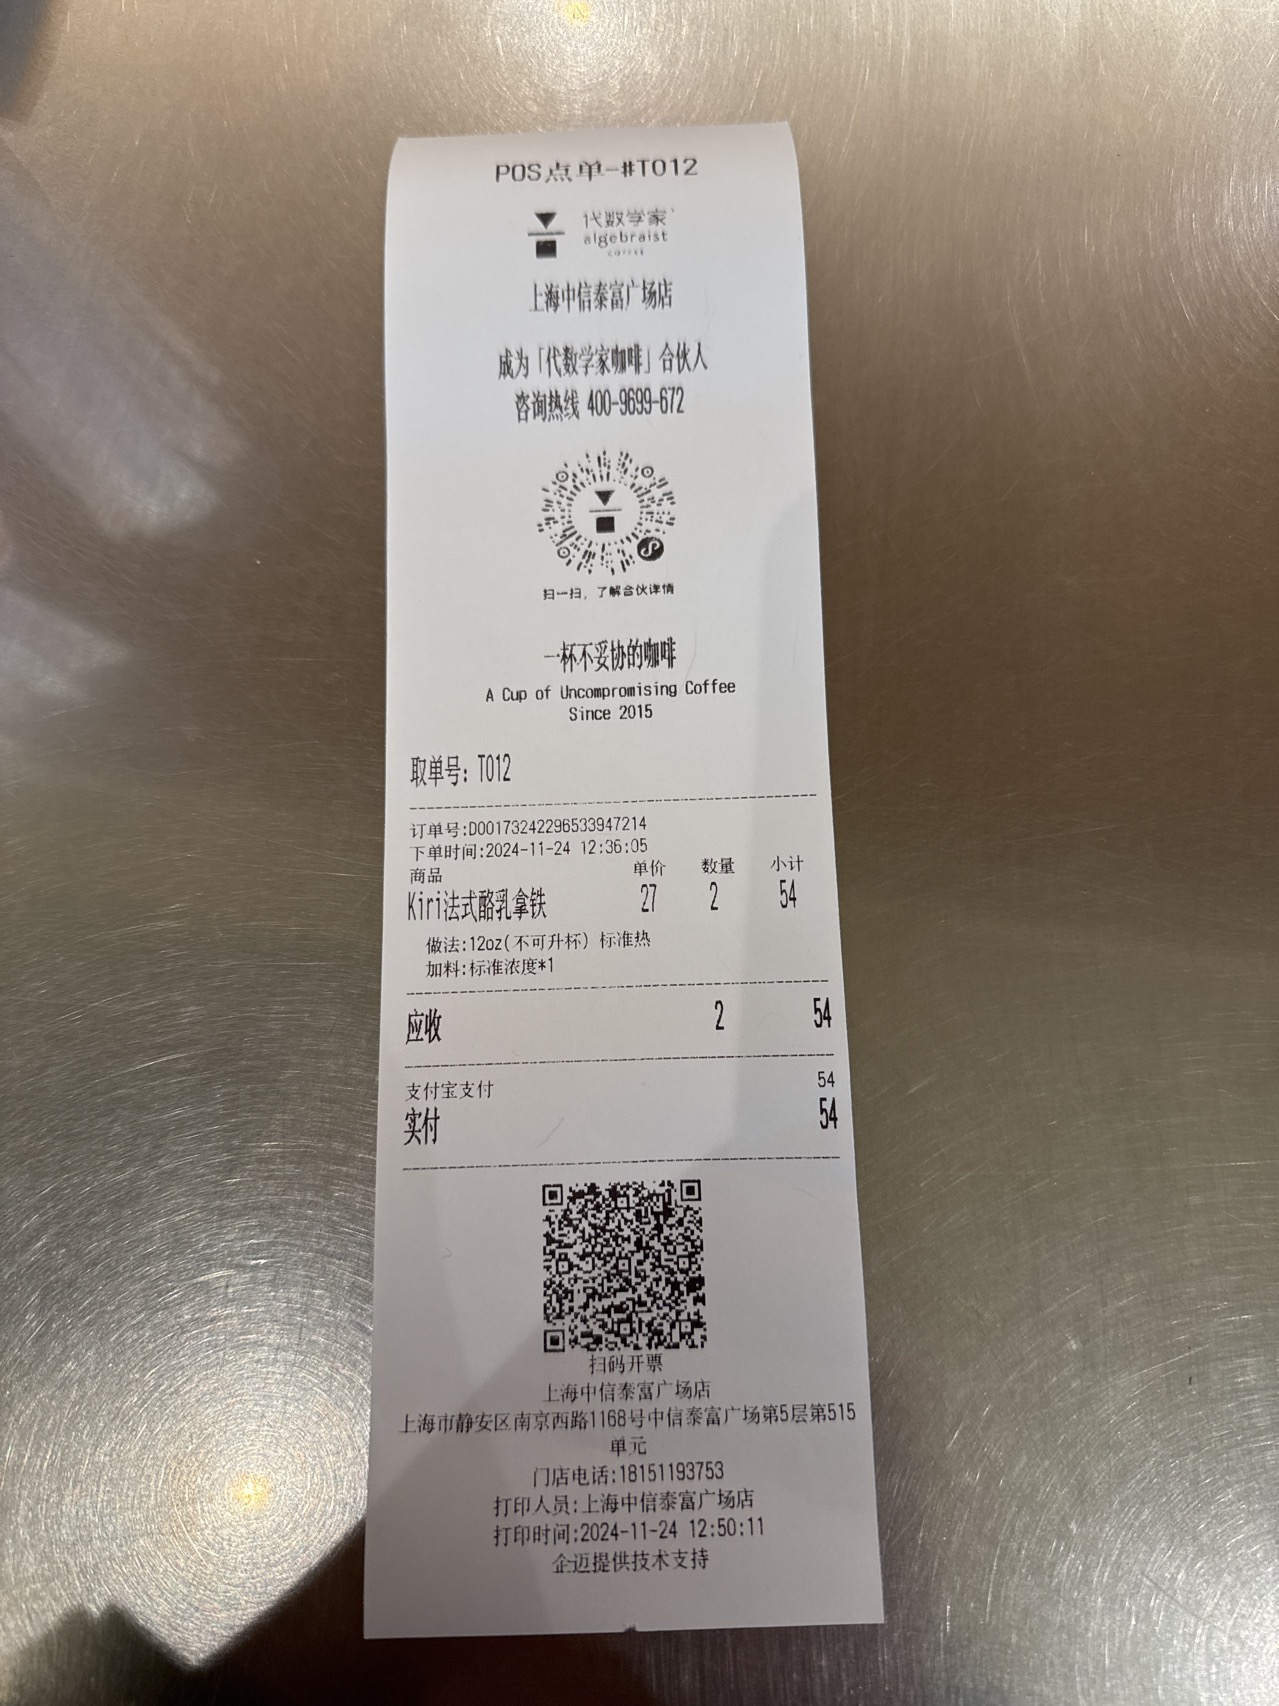 POS点单-#T012
代数学家
algebraist
COFFEE
上海中信泰富广场店
成为「代数学家咖啡」合伙人
咨询热线 400-9699-672
扫一扫，了解合伙详情
一杯不妥协的咖啡
A Cup of Uncompromising Coffee
Since 2015
取单号: T012
订单号:D00173242296533947214
下单时间:2024-11-24 12:36:05
商品 单价 数量 小计
Kiri法式酪乳拿铁 27 2 54
做法:12oz(不可升杯) 标准热
加料:标准浓度*1
应收 2 54
支付宝支付 54
实付 54
扫码开票
上海中信泰富广场店
上海市静安区南京西路1168号中信泰富广场第5层第515
单元
门店电话:18151193753
打印人员:上海中信泰富广场店
打印时间:2024-11-24 12:50:11
企迈提供技术支持